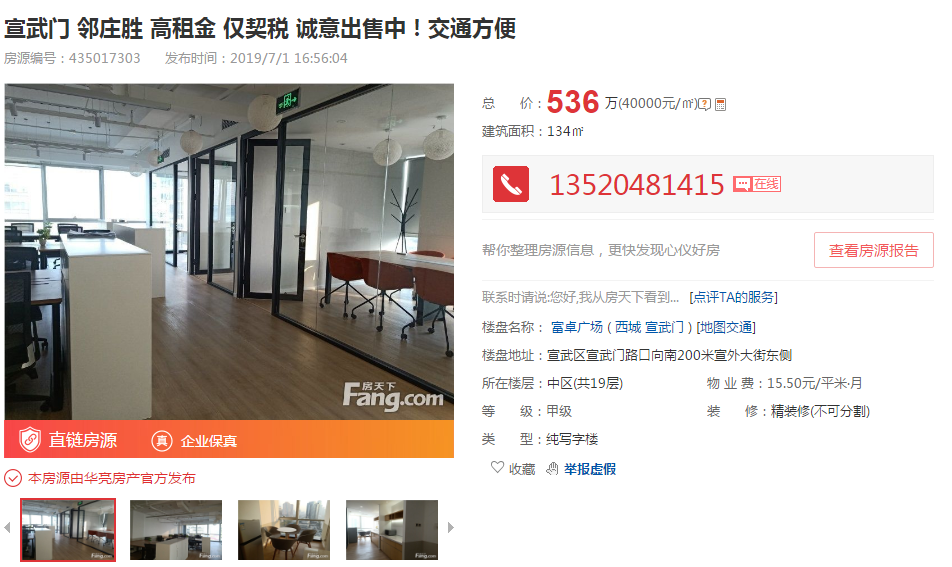 宣武门 邻庄胜 高租金 仅契税 诚意出售中！交通方便
房源编号：435017303 发布时间：2019/7/1 16:56:04
房天下
Fang.com
直链房源 真 企业保真
本房源由华亮房产官方发布
Fang.com
Fang.com
Fang.com
Fang.com
总 价：536 万(40000元/㎡)?
建筑面积：134㎡
13520481415 在线
帮你整理房源信息，更快发现心仪好房 查看房源报告
联系时请说:您好,我从房天下看到... [点评TA的服务]
楼盘名称： 富卓广场 ( 西城 宣武门 ) [地图交通]
楼盘地址：宣武区宣武门路口向南200米宣外大街东侧
所在楼层：中区(共19层) 物 业 费：15.50元/平米·月
等 级：甲级 装 修：精装修(不可分割)
类 型：纯写字楼
收藏 举报虚假